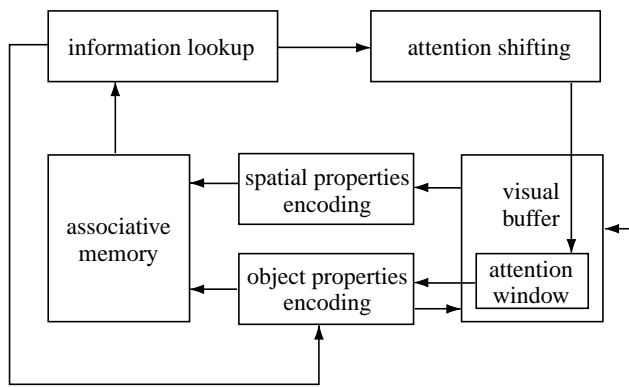 information lookup
attention shifting
spatial properties
encoding
visual
buffer
associative
memory
object properties
encoding
attention
window